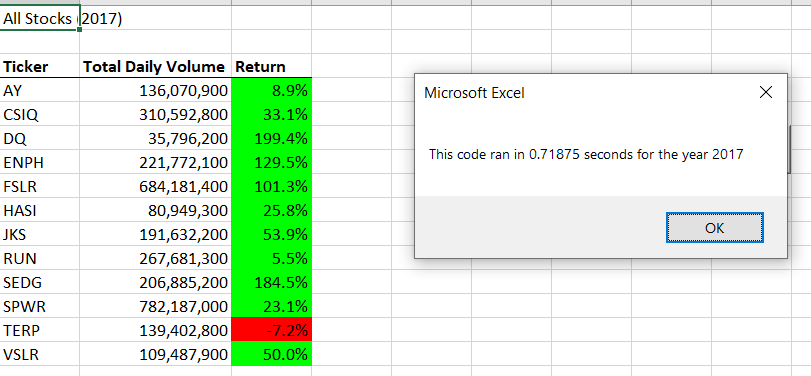 All Stocks (2017)
Ticker Total Daily Volume Return
AY 136,070,900 8.9%
CSIQ 310,592,800 33.1%
DQ 35,796,200 199.4%
ENPH 221,772,100 129.5%
FSLR 684,181,400 101.3%
HASI 80,949,300 25.8%
JKS 191,632,200 53.9%
RUN 267,681,300 5.5%
SEDG 206,885,200 184.5%
SPWR 782,187,000 23.1%
TERP 139,402,800 -7.2%
VSLR 109,487,900 50.0%
Microsoft Excel
This code ran in 0.71875 seconds for the year 2017
OK